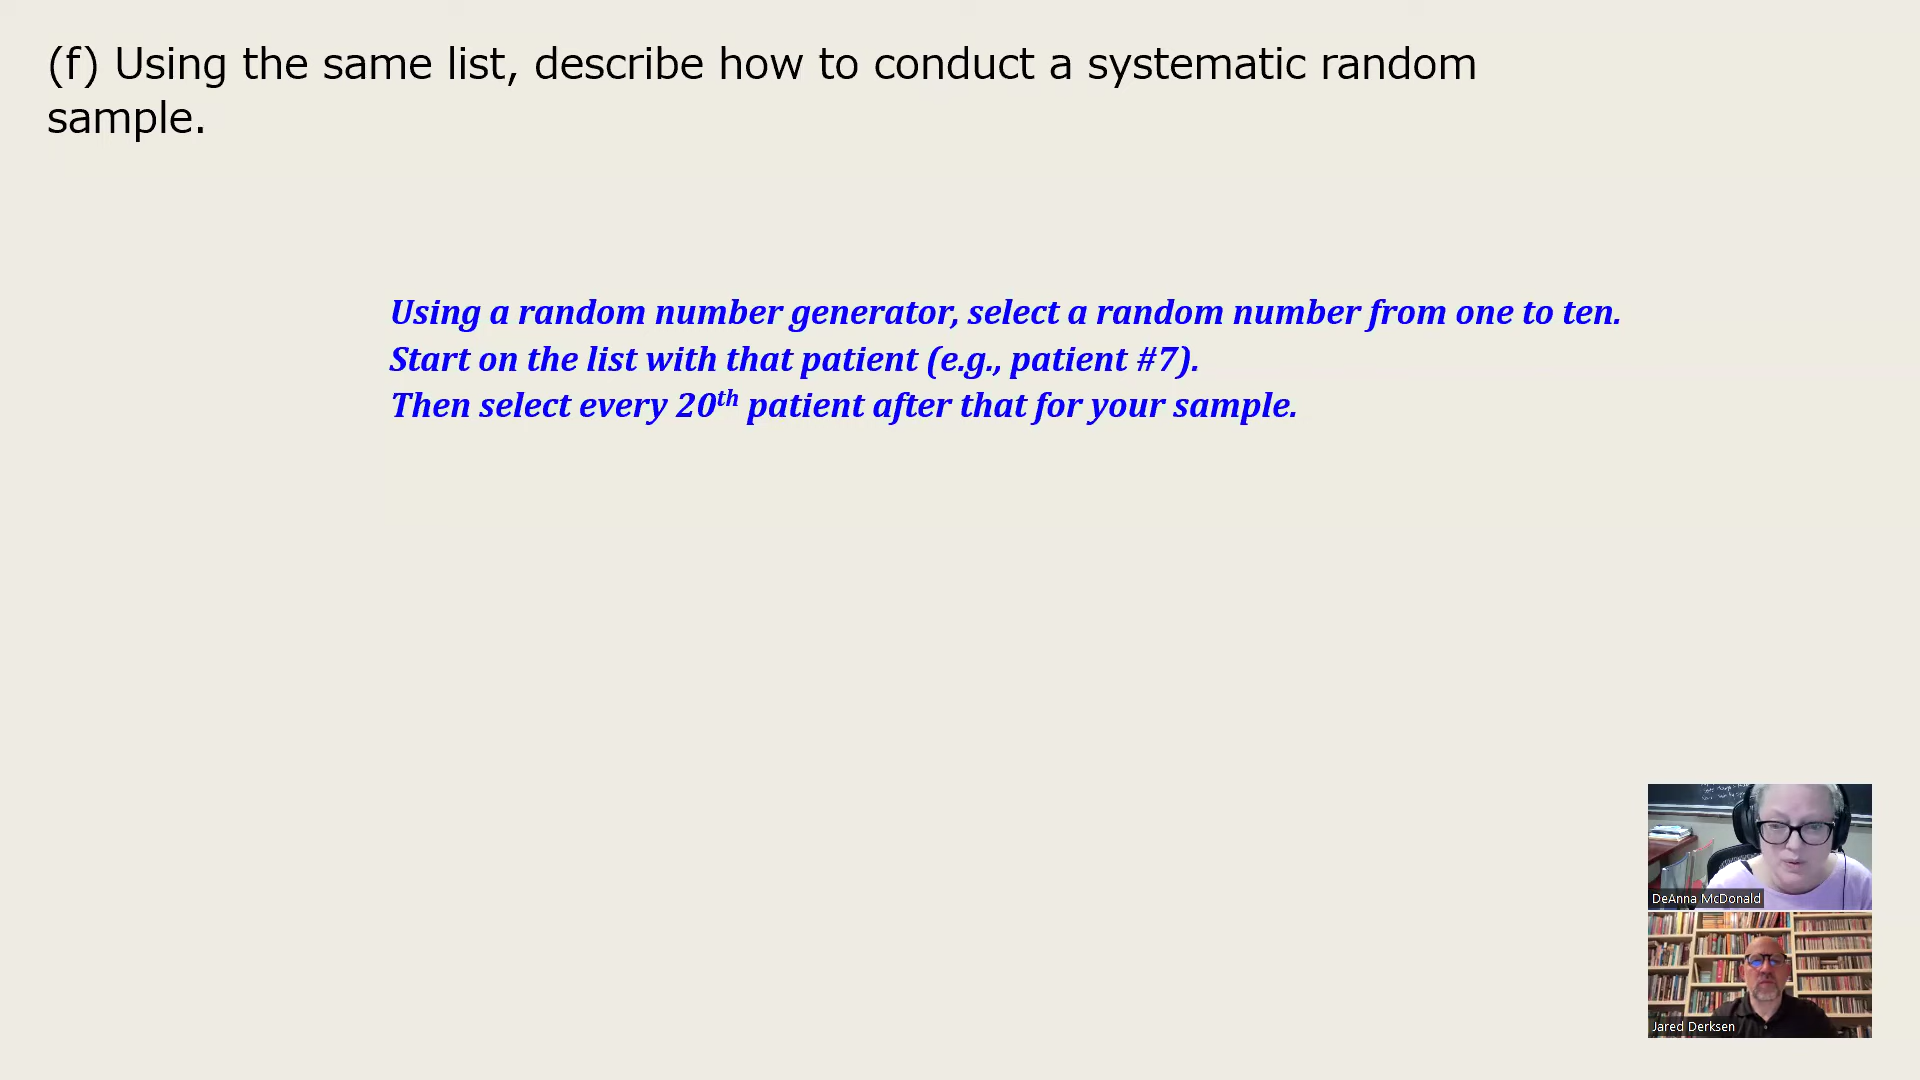 (f) Using the same list, describe how to conduct a systematic random
sample.
Using a random number generator, select a random number from one to ten.
Start on the list with that patient (e.g., patient #7).
Then select every 20th patient after that for your sample.
DeAnna McDonald
Jared Derksen